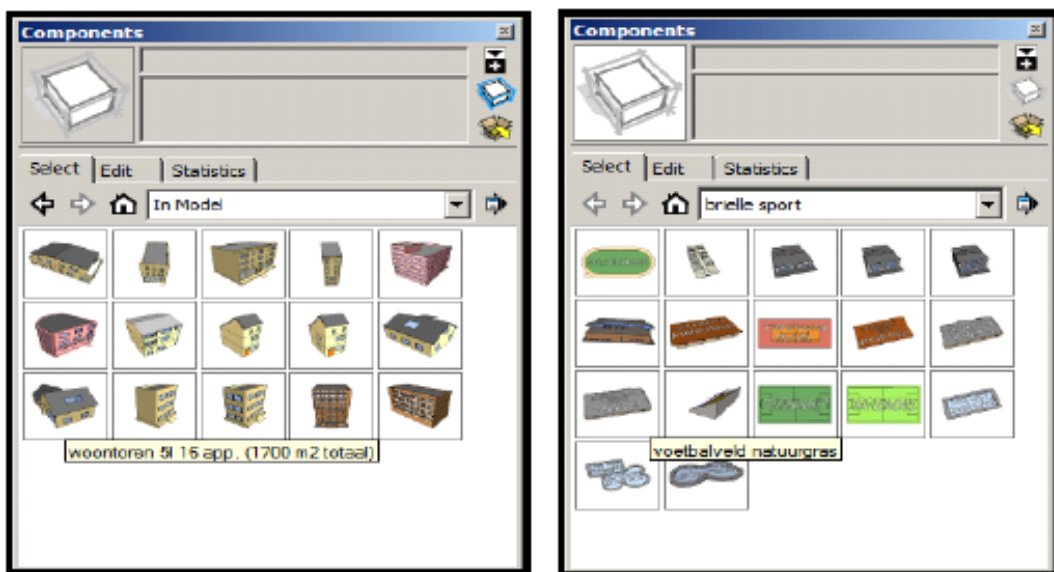 Components
Select Edit Statistics
In Model
woontoren 5l 16 app. (1700 m2 totaal)
Components
Select Edit Statistics
brielle sport
voetbalveld natuurgras